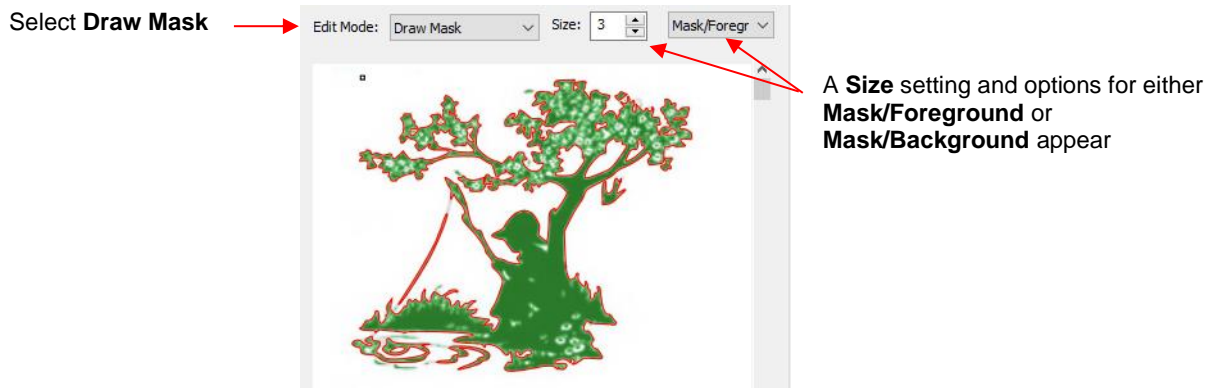 Select Draw Mask
Edit Mode: Draw Mask Size: 3 Mask/Foregr
A Size setting and options for either
Mask/Foreground or
Mask/Background appear